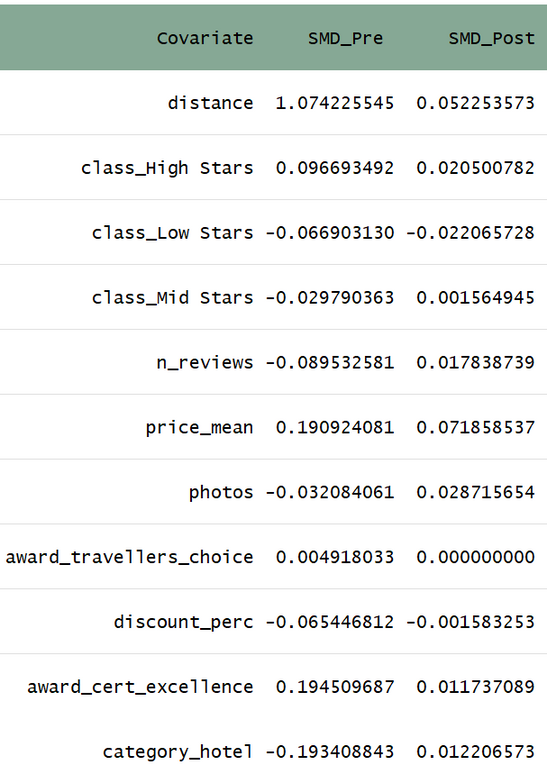 Covariate SMD_Pre SMD_Post
distance 1.074225545 0.052253573
class_High Stars 0.096693492 0.020500782
class_Low Stars -0.066903130 -0.022065728
class_Mid Stars -0.029790363 0.001564945
n_reviews -0.089532581 0.017838739
price_mean 0.190924081 0.071858537
photos -0.032084061 0.028715654
award_travellers_choice 0.004918033 0.000000000
discount_perc -0.065446812 -0.001583253
award_cert_excellence 0.194509687 0.011737089
category_hotel -0.193408843 0.012206573